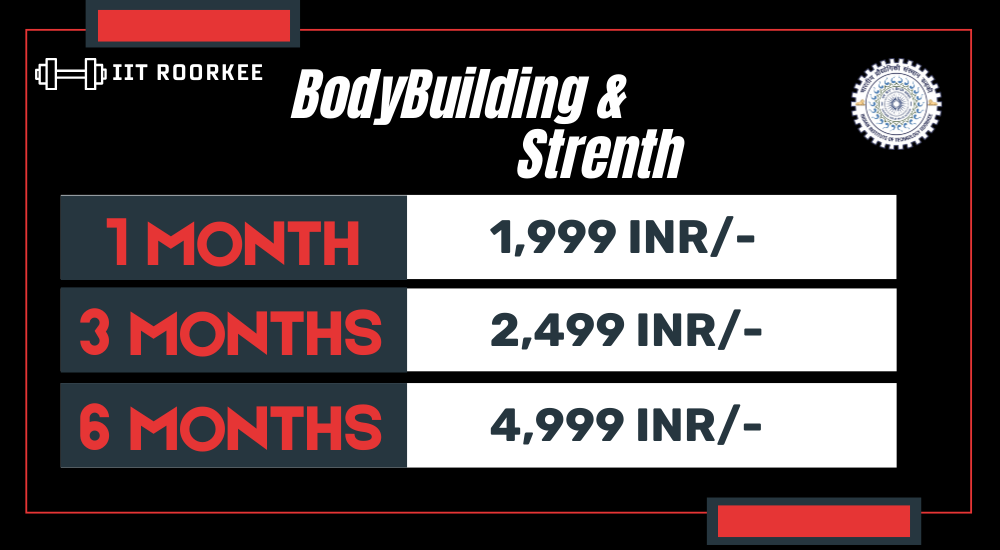 IIT ROORKEE
BodyBuilding &
Strenth
1 MONTH
1,999 INR/-
3 MONTHS
2,499 INR/-
6 MONTHS
4,999 INR/-